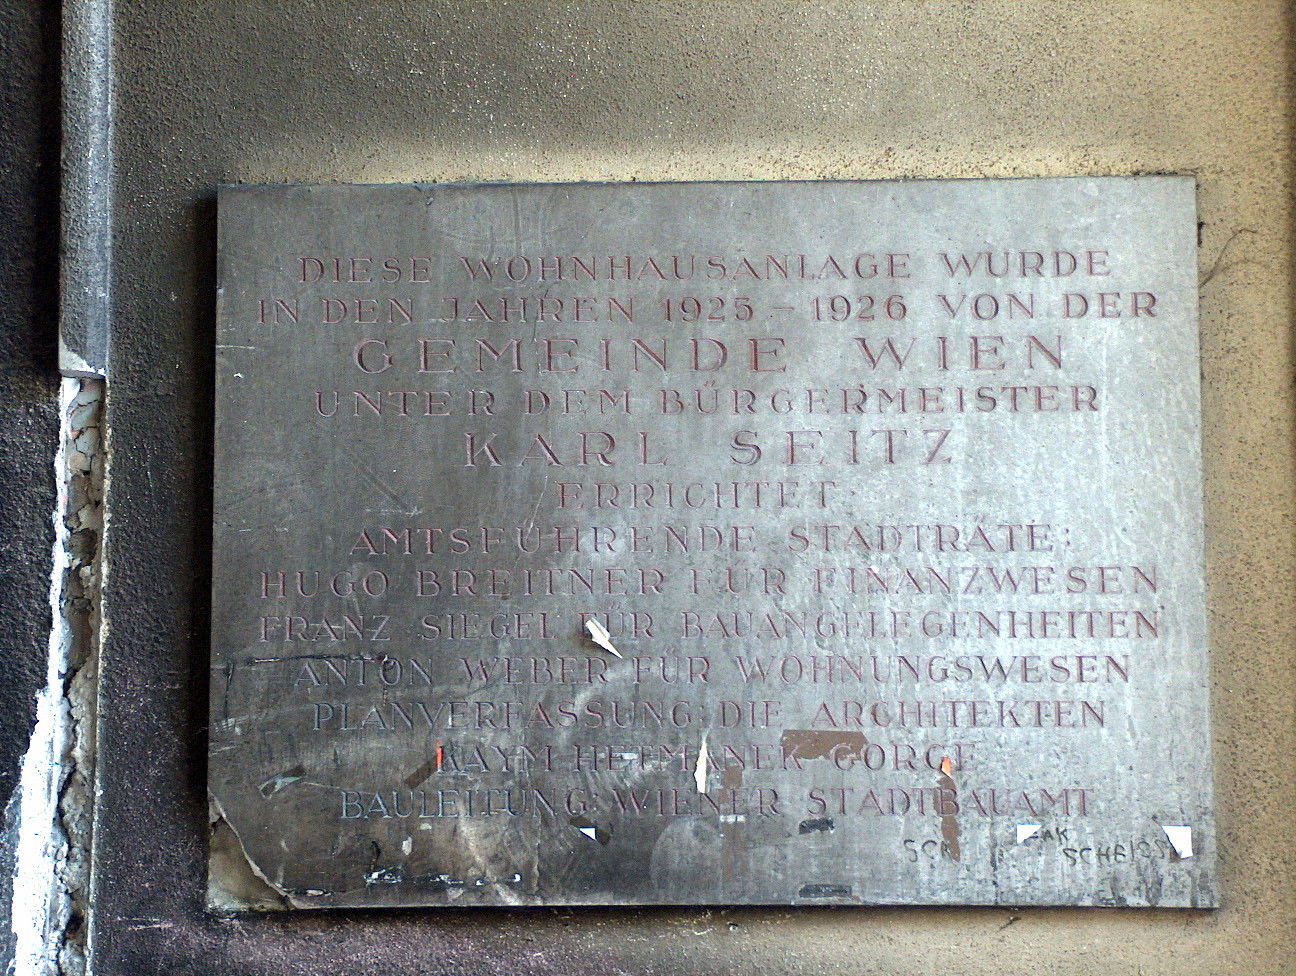 DIESE WOHNHAUSANLAGE WURDE
IN DEN JAHREN 1925–1926 VON DER
GEMEINDE WIEN
UNTER DEM BÜRGERMEISTER
KARL SEITZ
ERRICHTET.
AMTSFÜHRENDE STADTRÄTE:
HUGO BREITNER FÜR FINANZWESEN
FRANZ SIEGEL FÜR BAUANGELEGENHEITEN
ANTON WEBER FÜR WOHNUNGSWESEN
PLANVERFASSUNG: DIE ARCHITEKTEN
KAYM HETMANEK GORGE
BAULEITUNG: WIENER STADTBAUAMT